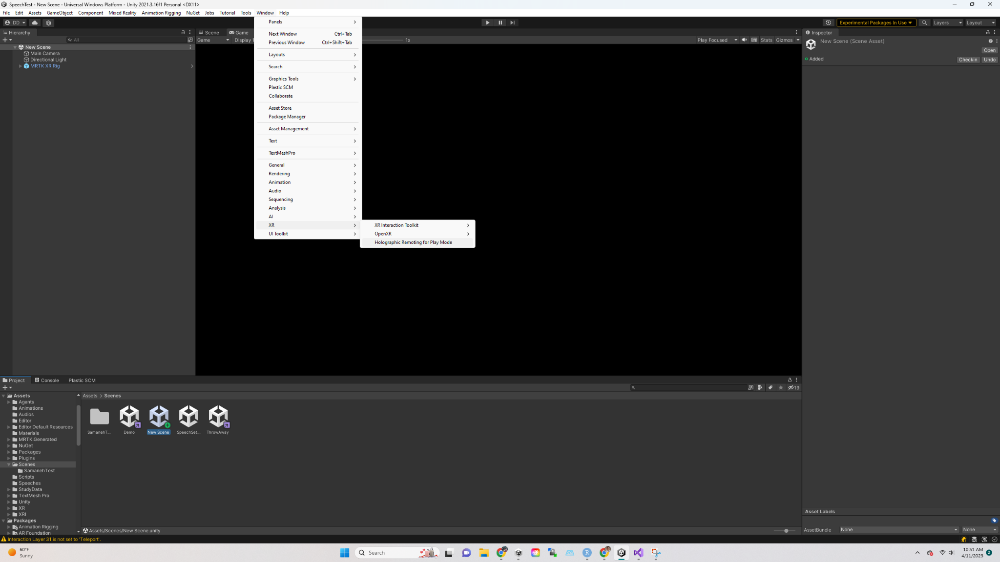 SpeechTest - New Scene - Universal Windows Platform - Unity 2021.3.16f1 Personal <DX11>
File Edit Assets GameObject Component Mixed Reality Animation Rigging NuGet Jobs Tutorial Tools Window Help
DD
Experimental Packages In Use
Layers
Layout
Hierarchy
All
New Scene
Main Camera
Directional Light
MRTK XR Rig
Scene
Game
Game
Display 1
1x
Play Focused
Stats
Gizmos
Panels
Next Window Ctrl+Tab
Previous Window Ctrl+Shift+Tab
Layouts
Search
Graphics Tools
Plastic SCM
Collaborate
Asset Store
Package Manager
Asset Management
Text
TextMeshPro
General
Rendering
Animation
Audio
Sequencing
Analysis
AI
XR
UI Toolkit
XR Interaction Toolkit
OpenXR
Holographic Remoting for Play Mode
Inspector
New Scene (Scene Asset)
Open
Added
Checkin
Undo
Project
Console
Plastic SCM
19
Assets
Agents
Animations
Audios
Editor
Editor Default Resources
Materials
MRTK.Generated
NuGet
Packages
Plugins
Scenes
SamanehTest
Scripts
Speeches
StudyData
TextMesh Pro
Unity
XR
XRI
Packages
Animation Rigging
AR Foundation
Assets > Scenes
SamanehT...
Demo
New Scene
SpeechSet...
ThrowAway
Assets/Scenes/New Scene.unity
Asset Labels
AssetBundle
None
None
Interaction Layer 31 is not set to 'Teleport'.
60°F
Sunny
Search
10:51 AM
4/11/2023
2